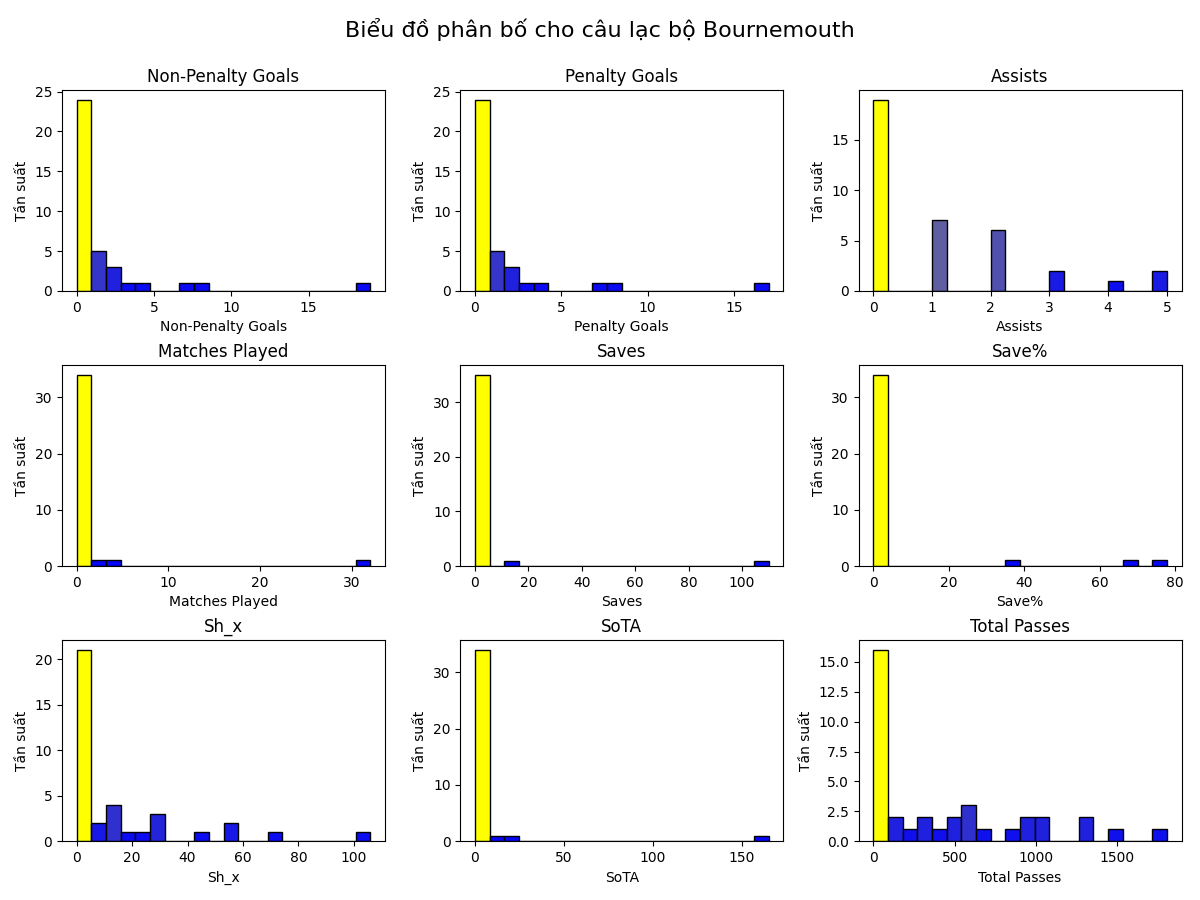 Biểu đồ phân bố cho câu lạc bộ Bournemouth
Non-Penalty Goals
Tần suất
0 5 10 15 20 25
0 5 10 15
Non-Penalty Goals
Penalty Goals
Tần suất
0 5 10 15 20 25
0 5 10 15
Penalty Goals
Assists
Tần suất
0 5 10 15
0 1 2 3 4 5
Assists
Matches Played
Tần suất
0 10 20 30
0 10 20 30
Matches Played
Saves
Tần suất
0 10 20 30
0 20 40 60 80 100
Saves
Save%
Tần suất
0 10 20 30
0 20 40 60 80
Save%
Sh_x
Tần suất
0 5 10 15 20
0 20 40 60 80 100
Sh_x
SoTA
Tần suất
0 10 20 30
0 50 100 150
SoTA
Total Passes
Tần suất
0.0 2.5 5.0 7.5 10.0 12.5 15.0
0 500 1000 1500
Total Passes